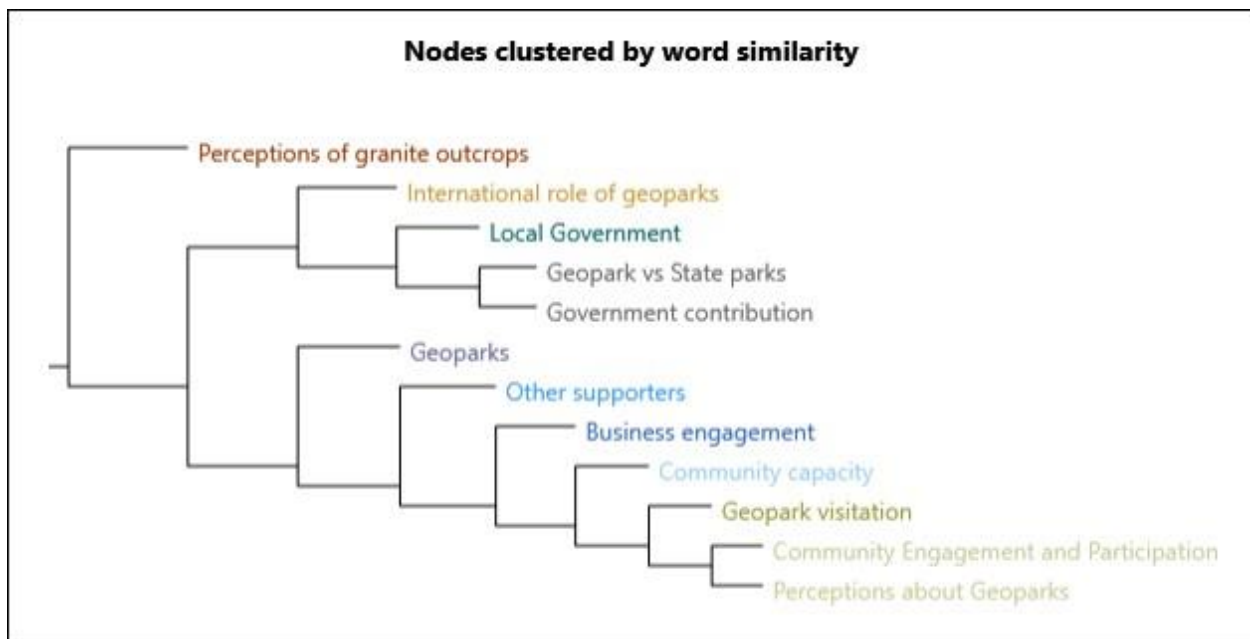 Nodes clustered by word similarity
Perceptions of granite outcrops
International role of geoparks
Local Government
Geopark vs State parks
Government contribution
Geoparks
Other supporters
Business engagement
Community capacity
Geopark visitation
Community Engagement and Participation
Perceptions about Geoparks